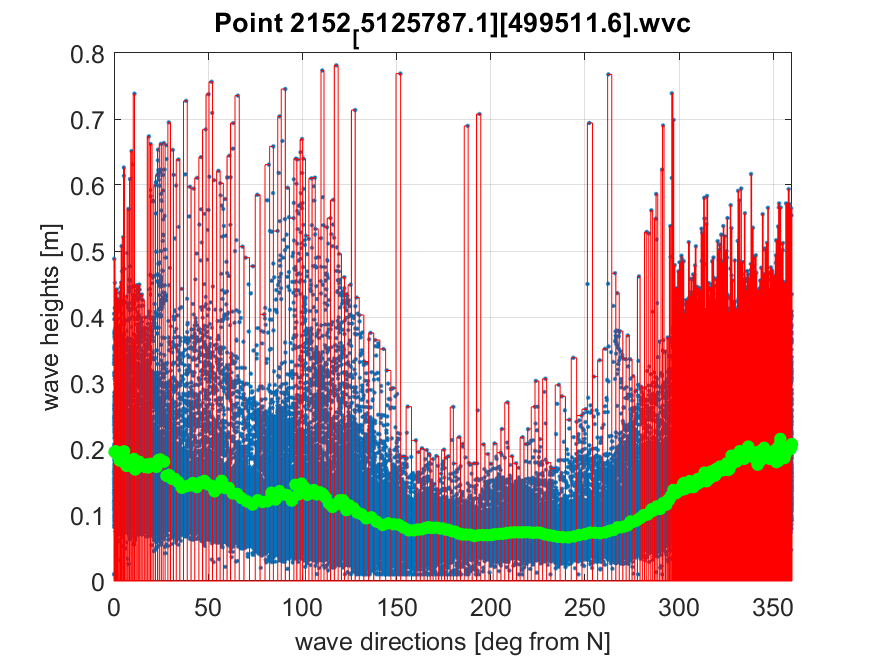 Point 2152[5125787.1][499511.6].wvc
0.8
0.7
0.6
0.5
0.4
0.3
0.2
0.1
0
wave heights [m]
0 50 100 150 200 250 300 350
wave directions [deg from N]